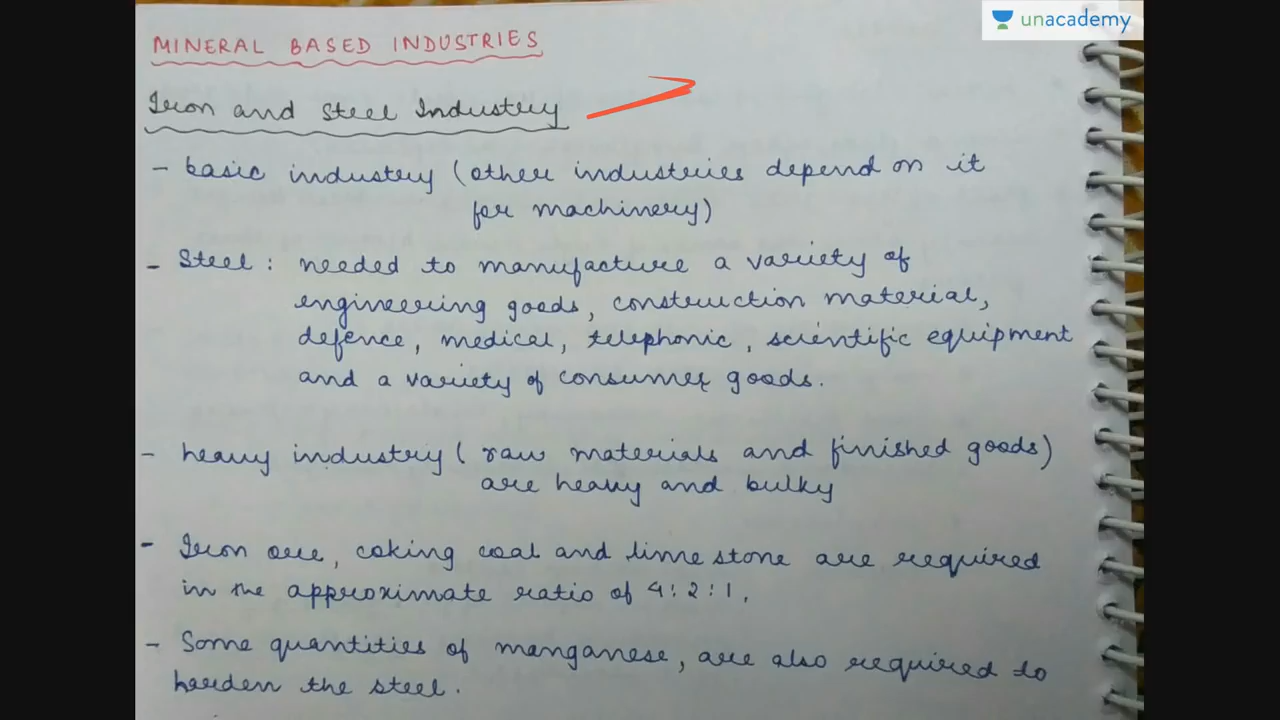 unacademy
MINERAL BASED INDUSTRIES
Iron and Steel Industry
- basic industry (other industries depend on it
for machinery)
- Steel : needed to manufacture a variety of
engineering goods, construction material,
defence, medical, telephonic, scientific equipment
and a variety of consumer goods.
- heavy industry ( raw materials and finished goods)
are heavy and bulky
- Iron ore, coking coal and lime stone are required
in the approximate ratio of 4 : 2 : 1.
- Some quantities of manganese, are also required to
harden the steel.